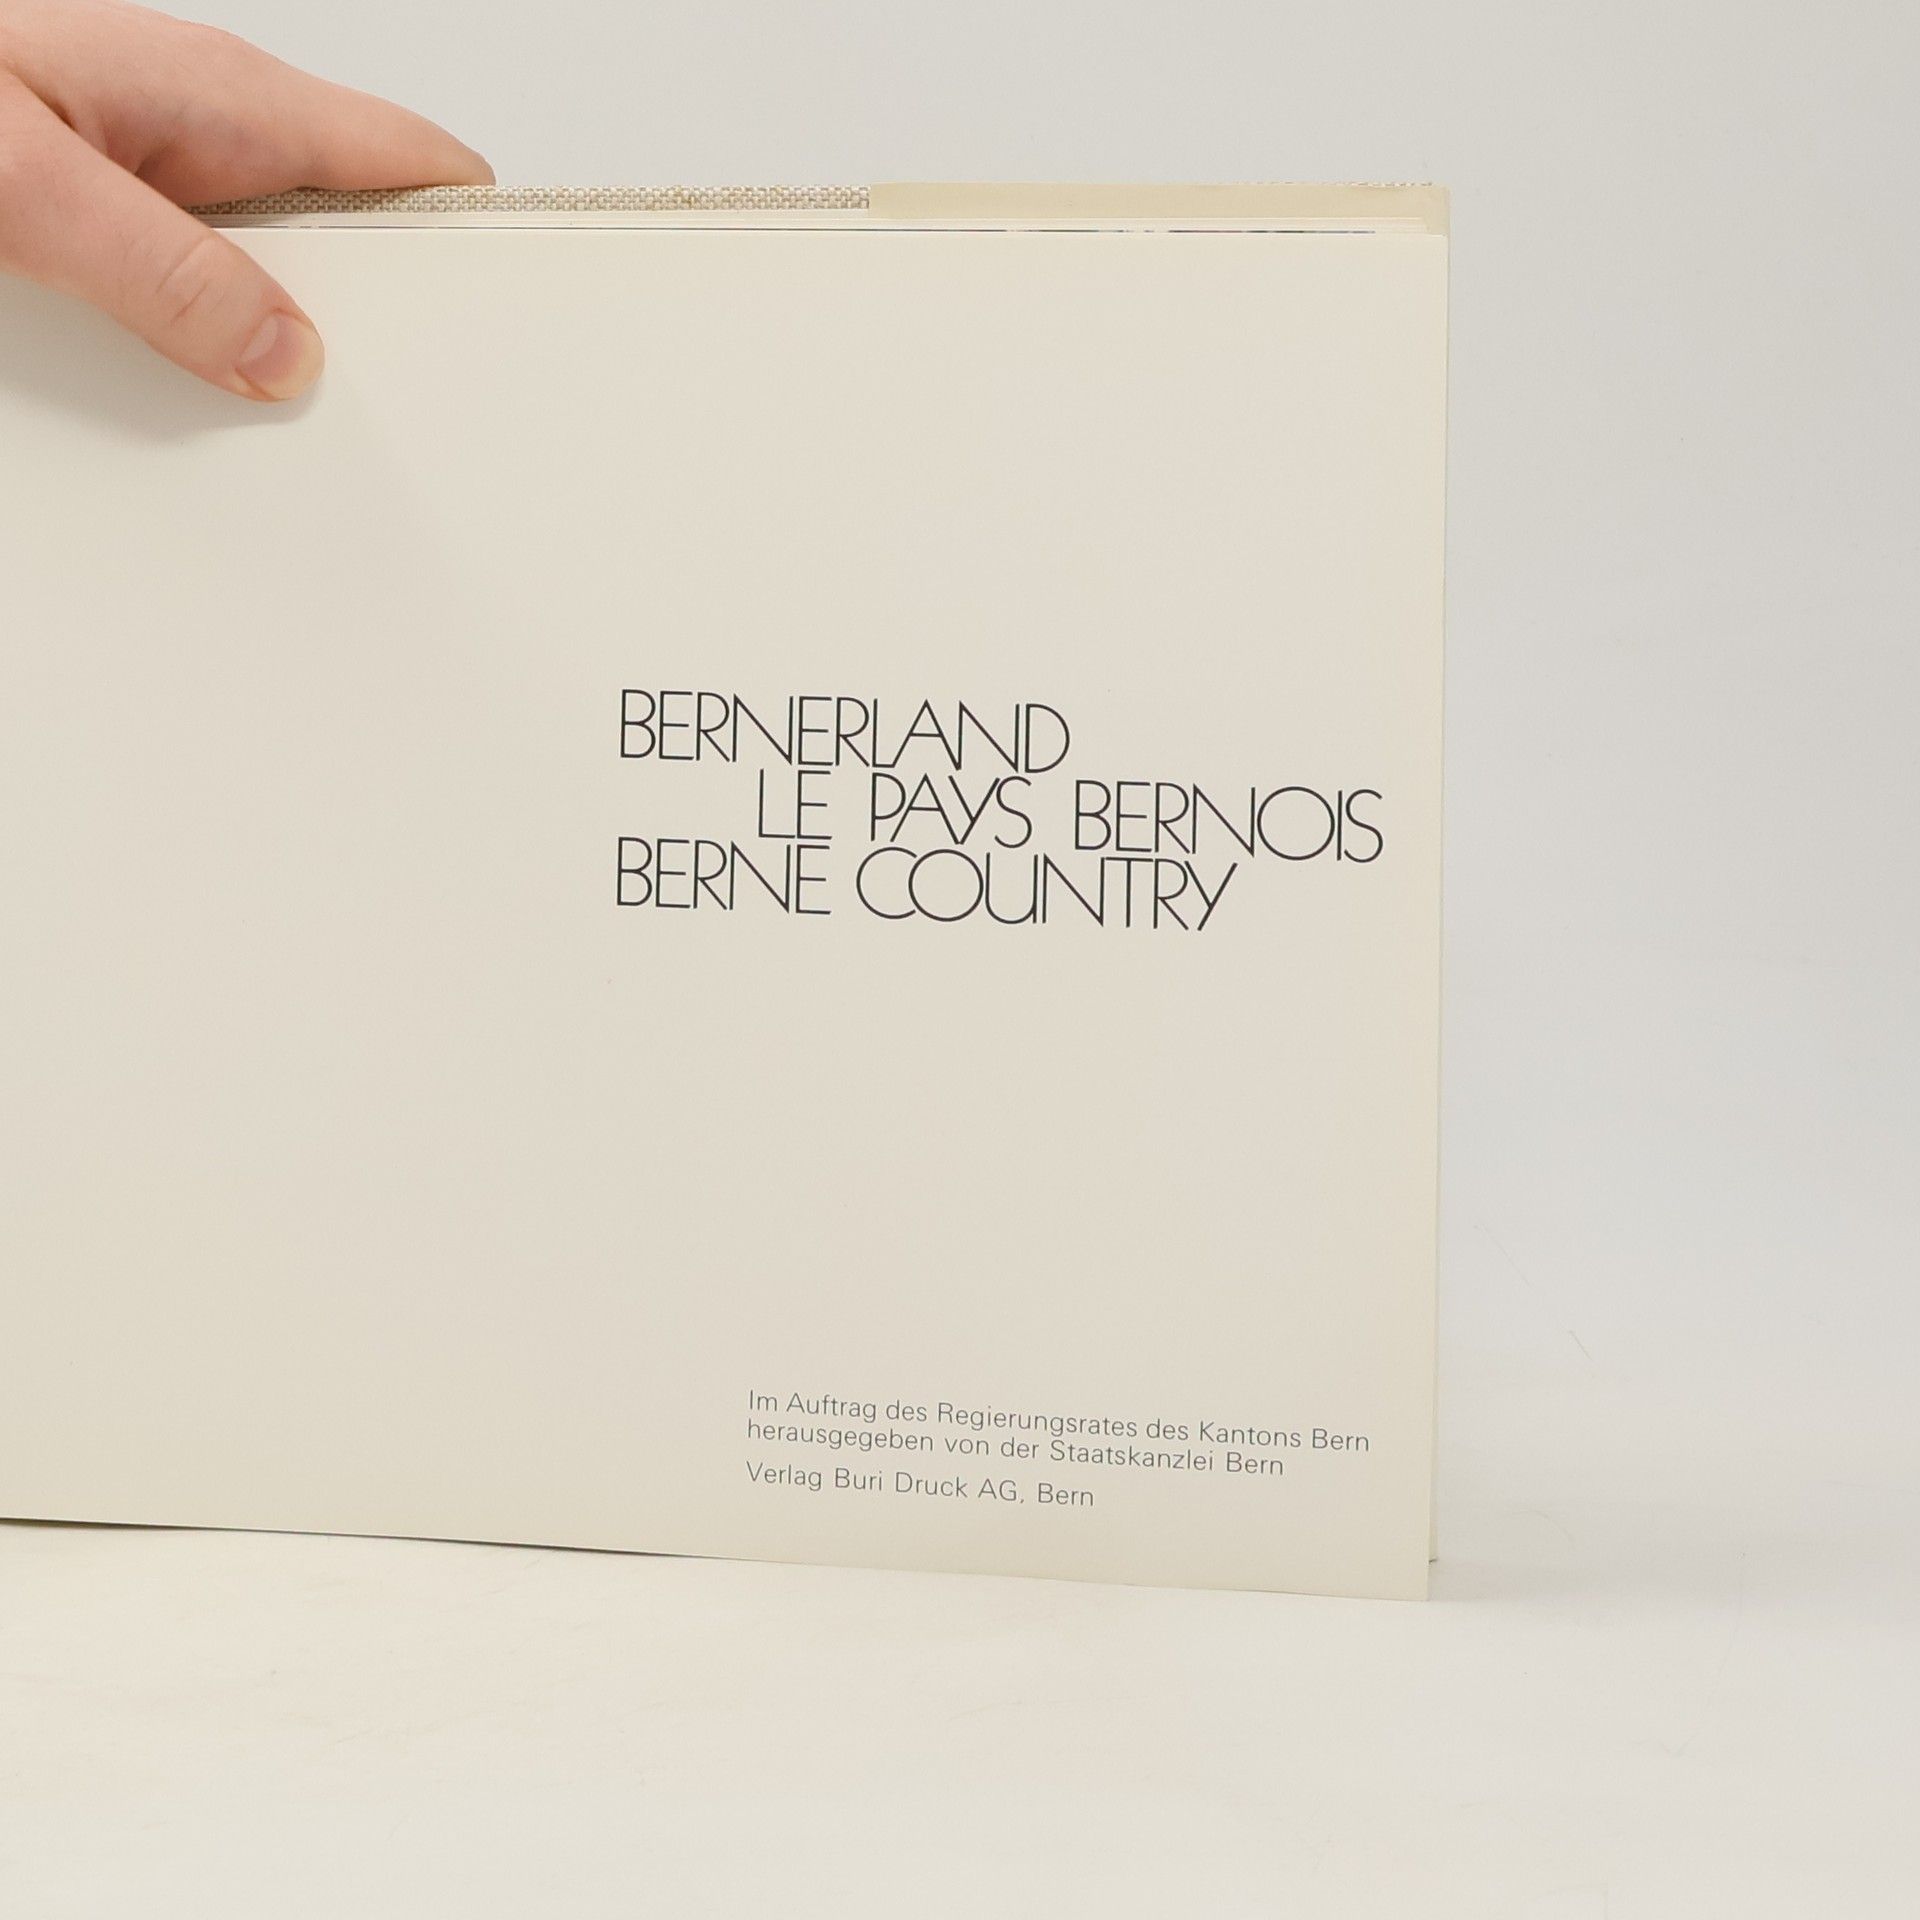 BERNERLAND
LE PAYS BERNOIS
BERNE COUNTRY
Im Auftrag des Regierungsrates des Kantons Bern
herausgegeben von der Staatskanzlei Bern
Verlag Buri Druck AG, Bern